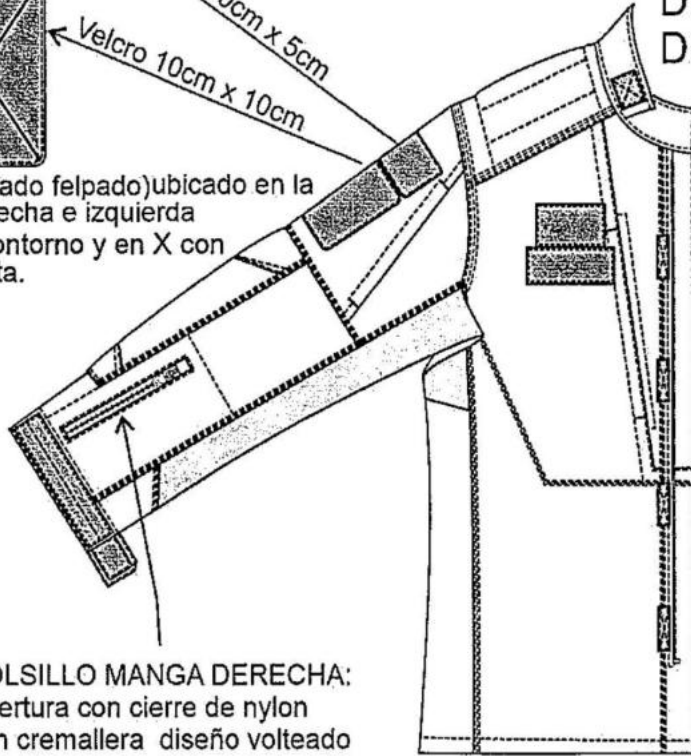 D
D
0cm x 5cm
Velcro 10cm x 10cm
ado felpado)ubicado en la
echa e izquierda
ontorno y en X con
ta.
OLSILLO MANGA DERECHA:
ertura con cierre de nylon
n cremallera diseño volteado